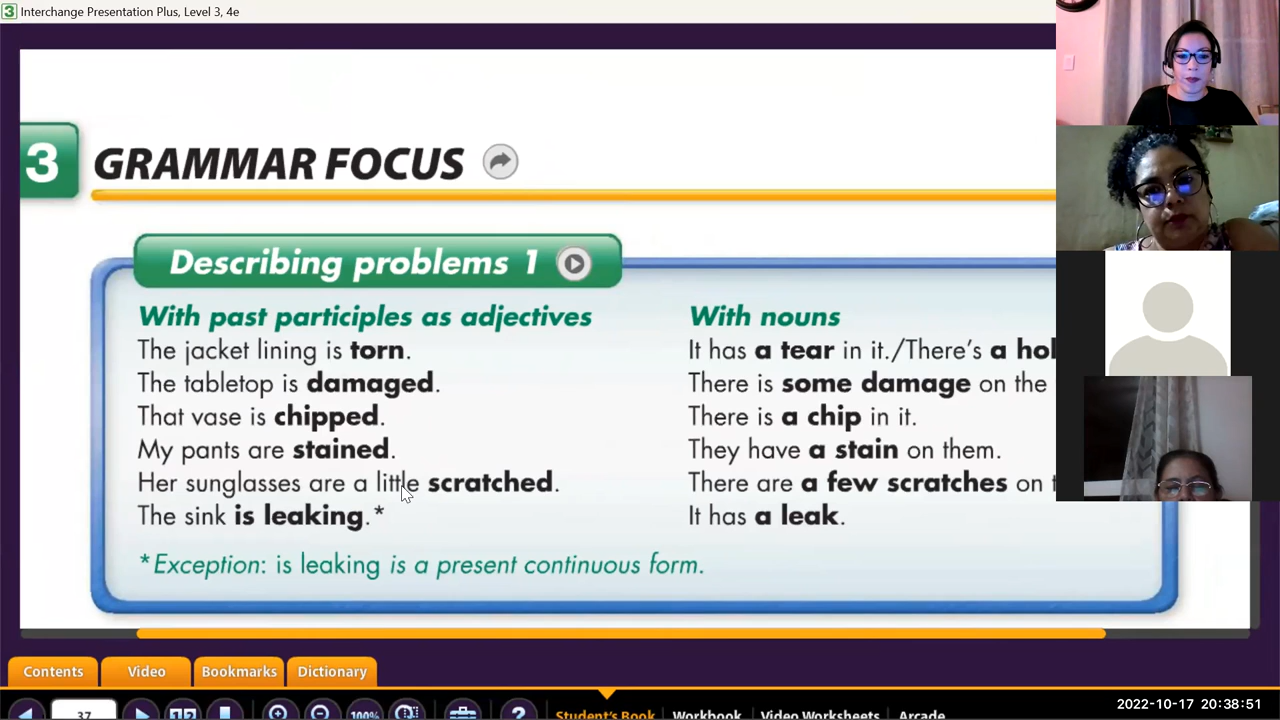 3 Interchange Presentation Plus, Level 3, 4e
3 GRAMMAR FOCUS
Describing problems 1
With past participles as adjectives
The jacket lining is torn.
The tabletop is damaged.
That vase is chipped.
My pants are stained.
Her sunglasses are a little scratched.
The sink is leaking.*
With nouns
It has a tear in it./There's a
There is some damage on the
There is a chip in it.
They have a stain on them.
There are a few scratches on
It has a leak.
*Exception: is leaking is a present continuous form.
Contents Video Bookmarks Dictionary
37 100% ? Student's Book Workbook Video Worksheets Arcade
2022-10-17 20:38:51